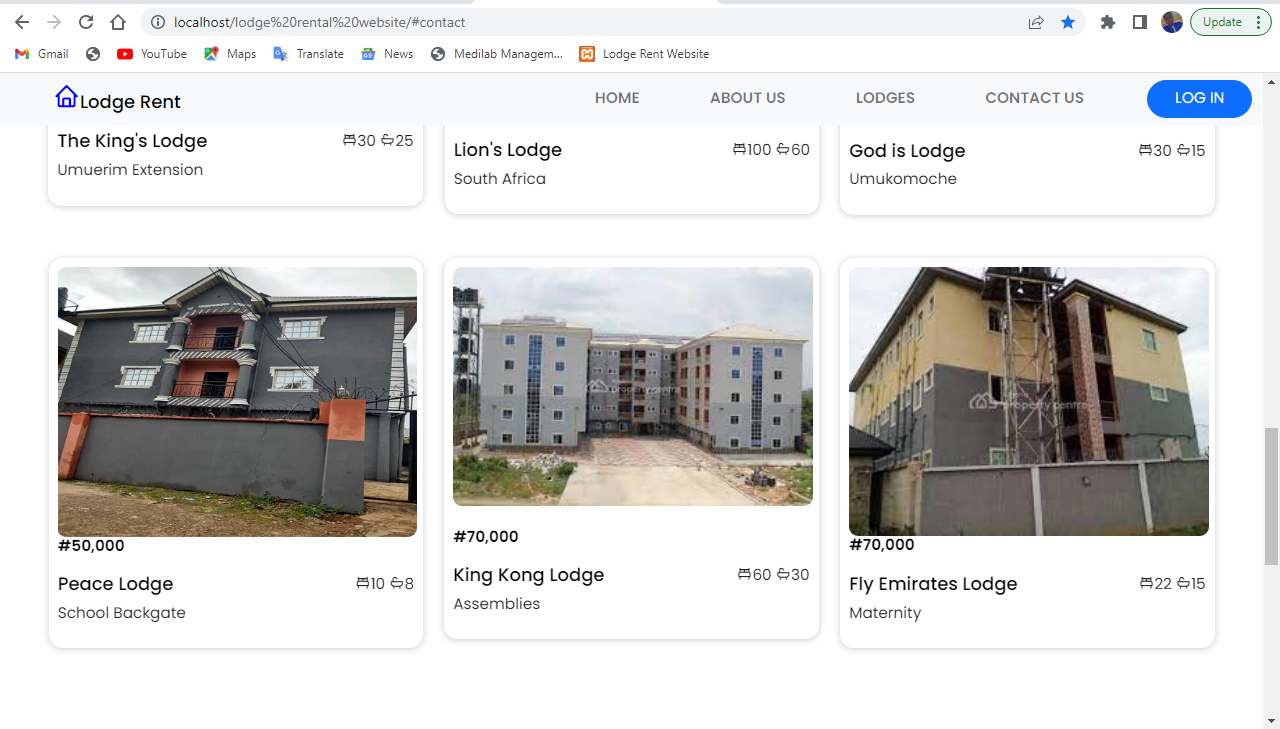 localhost/lodge%20rental%20website/#contact
Update
Gmail
YouTube
Maps
Translate
News
Medilab Managem...
Lodge Rent Website
Lodge Rent
HOME
ABOUT US
LODGES
CONTACT US
LOG IN
The King's Lodge
30 25
Umuerim Extension
Lion's Lodge
100 60
South Africa
God is Lodge
30 15
Umukomoche
#50,000
Peace Lodge
10 8
School Backgate
property centre
#70,000
King Kong Lodge
60 30
Assemblies
property centre
#70,000
Fly Emirates Lodge
22 15
Maternity